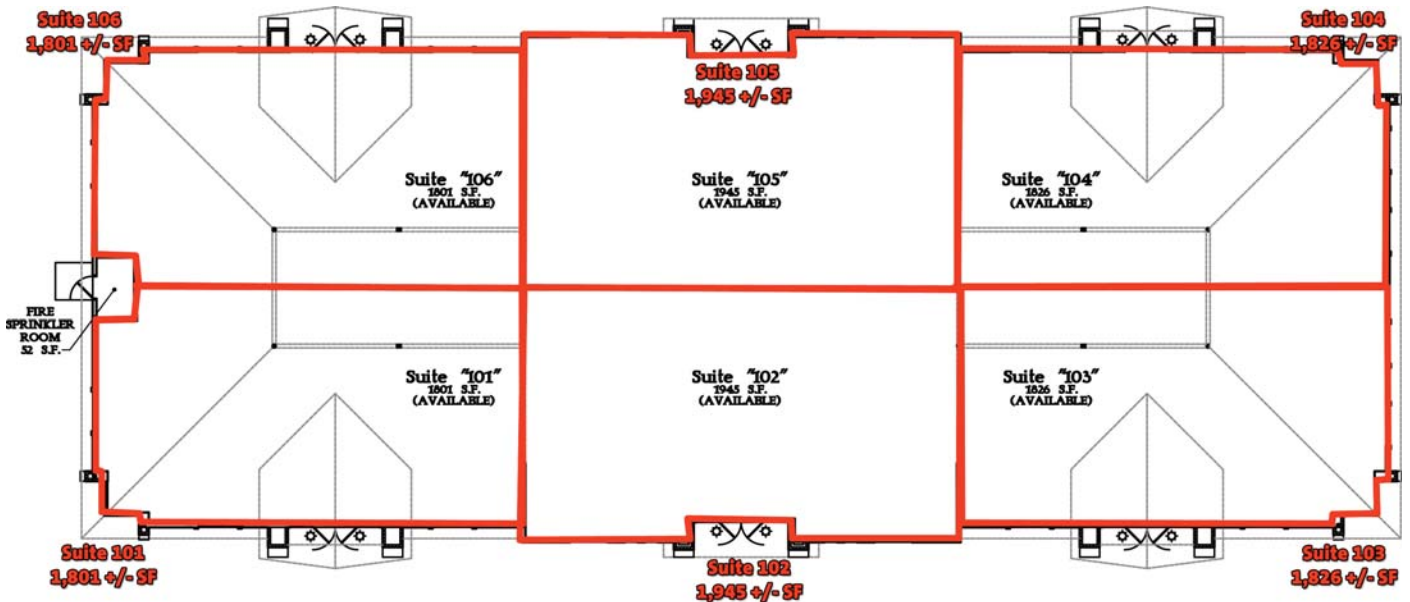 Suite 106
1,801 +/- SF
Suite 104
1,826 +/- SF
Suite 105
1,945 +/- SF
Suite "106"
1801 S.F.
(AVAILABLE)
Suite "105"
1945 S.F.
(AVAILABLE)
Suite "104"
1826 S.F.
(AVAILABLE)
FIRE
SPRINKLER
ROOM
52 S.F.
Suite "101"
1801 S.F.
(AVAILABLE)
Suite "102"
1945 S.F.
(AVAILABLE)
Suite "103"
1826 S.F.
(AVAILABLE)
Suite 101
1,801 +/- SF
Suite 102
1,945 +/- SF
Suite 103
1,826 +/- SF